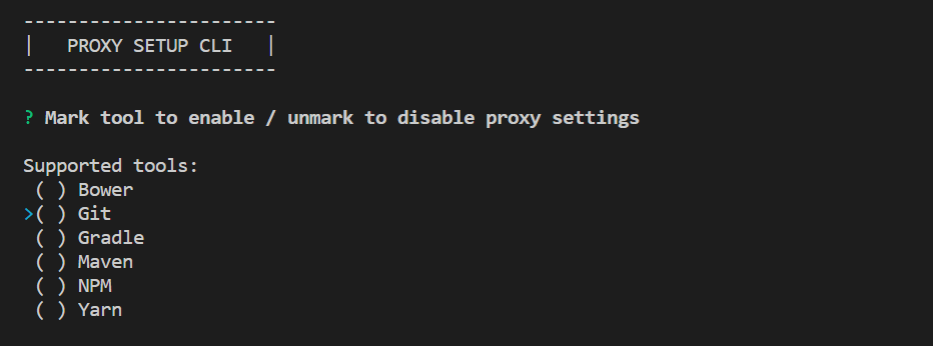 ------------------------
|   PROXY SETUP CLI   |
------------------------
? Mark tool to enable / unmark to disable proxy settings
Supported tools:
 ( ) Bower
>( ) Git
 ( ) Gradle
 ( ) Maven
 ( ) NPM
 ( ) Yarn